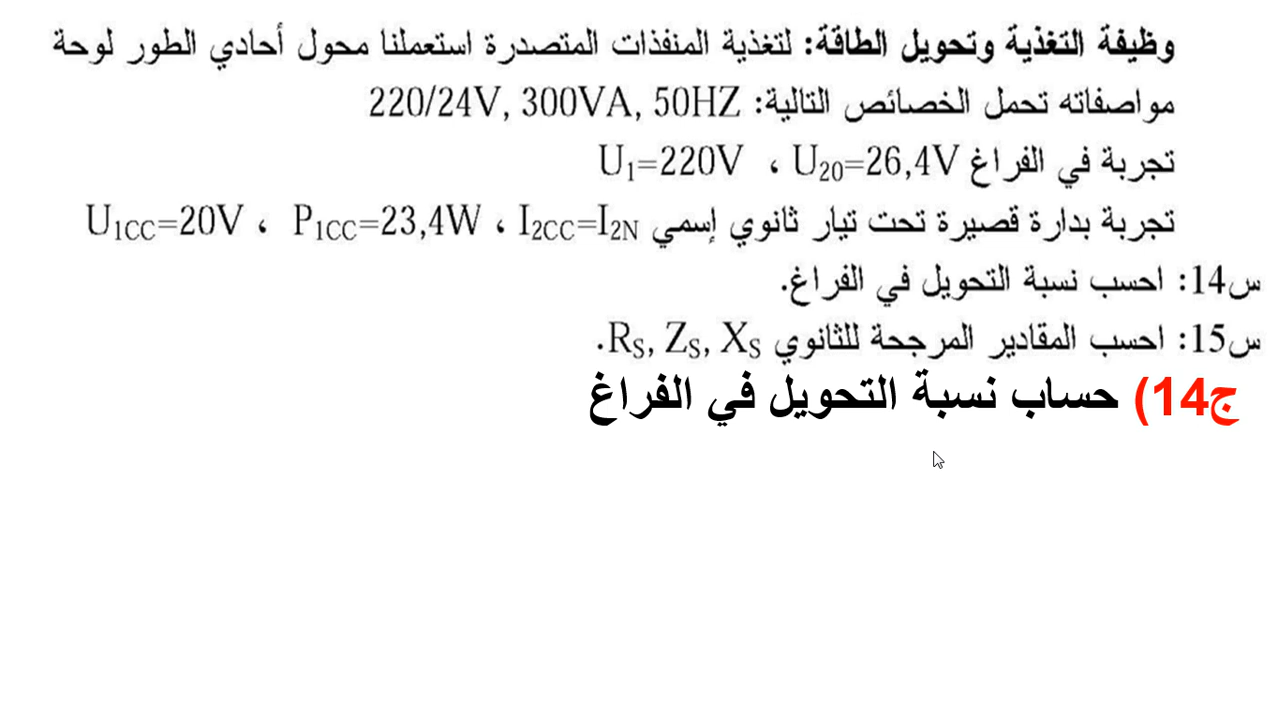 وظيفة التغذية وتحويل الطاقة: لتغذية المنفذات المتصدرة استعملنا محول أحادي الطور لوحة
مواصفاته تحمل الخصائص التالية: 220/24V, 300VA, 50HZ
تجربة في الفراغ U20=26,4V ، U1=220V
تجربة بدارة قصيرة تحت تيار ثانوي إسمي I2CC=I2N ، P1CC=23,4W ، U1CC=20V
س14: احسب نسبة التحويل في الفراغ.
س15: احسب المقادير المرجحة للثانوي RS, ZS, XS.
ج14) حساب نسبة التحويل في الفراغ